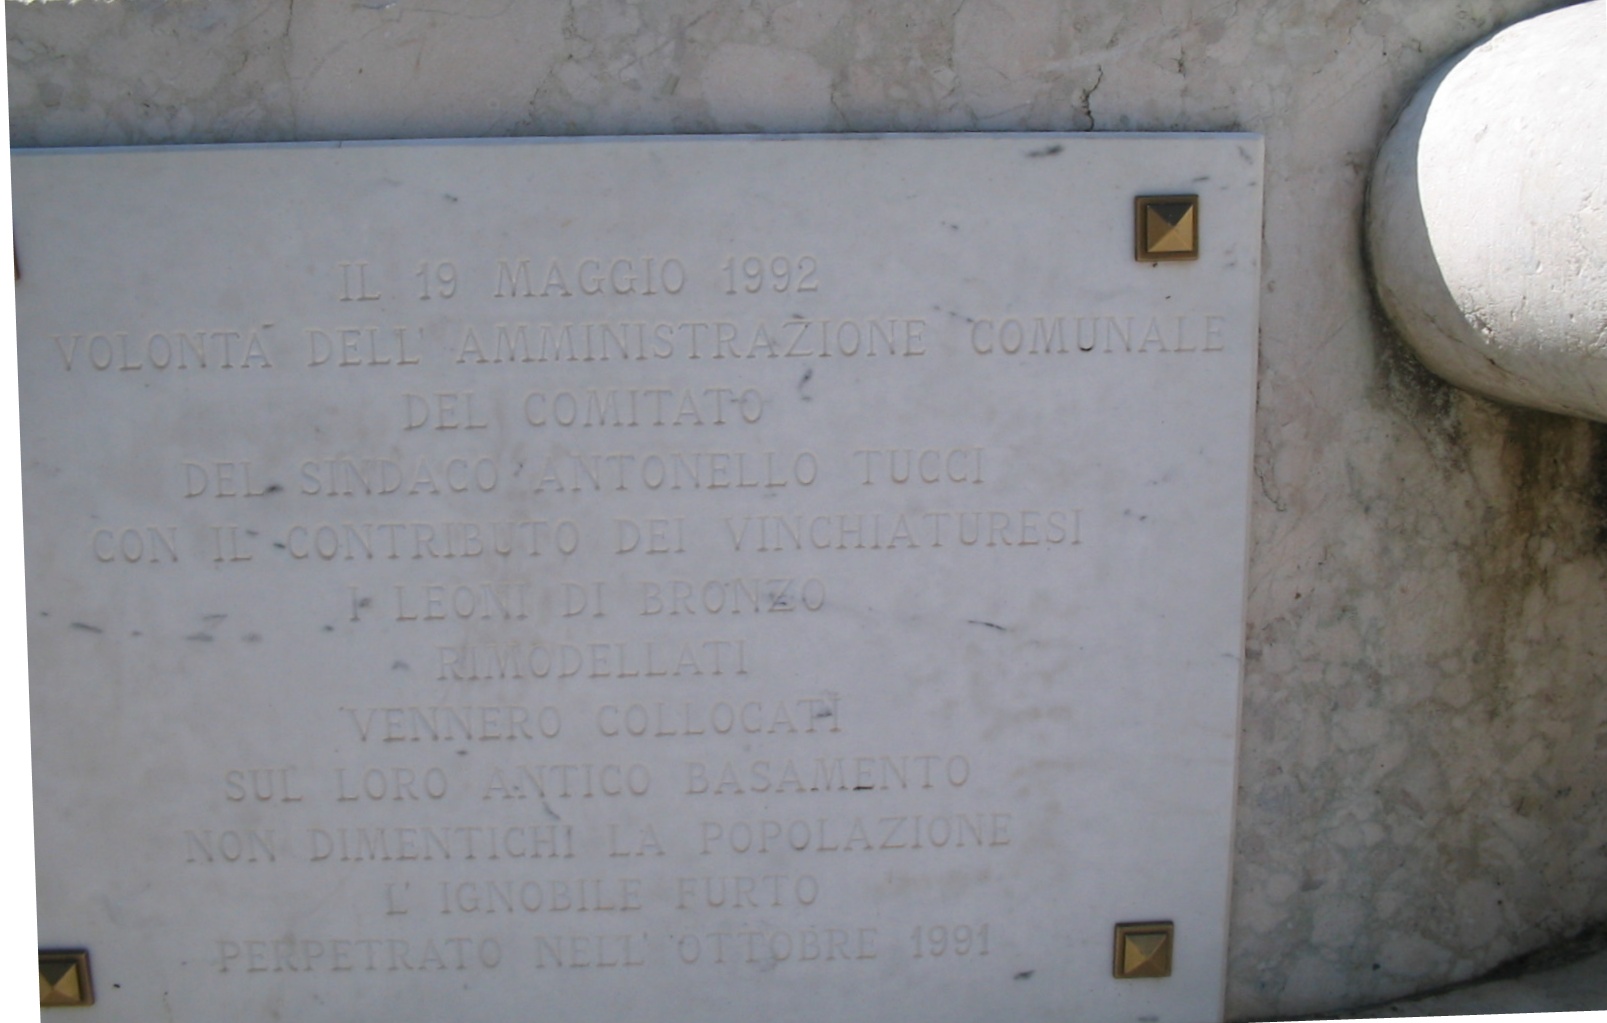 IL 19 MAGGIO 1992
VOLONTÀ DELL' AMMINISTRAZIONE COMUNALE
DEL COMITATO
DEL SINDACO ANTONELLO TUCCI
CON IL CONTRIBUTO DEI VINCHIATURESI
I LEONI DI BRONZO
RIMODELLATI
VENNERO COLLOCATI
SUL LORO ANTICO BASAMENTO
NON DIMENTICHI LA POPOLAZIONE
L' IGNOBILE FURTO
PERPETRATO NELL' OTTOBRE 1991